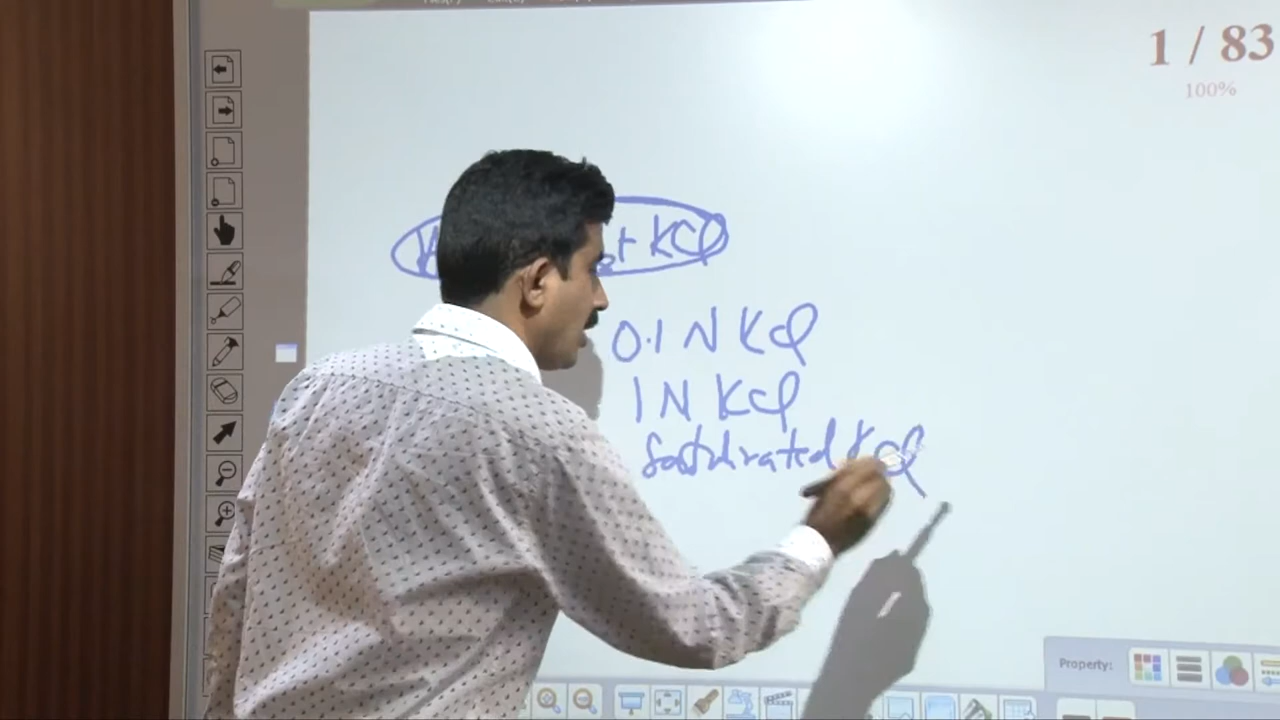 1 / 83
100%
+ KCl
0.1 N KCl
1 N KCl
Saturated KCl
Property: